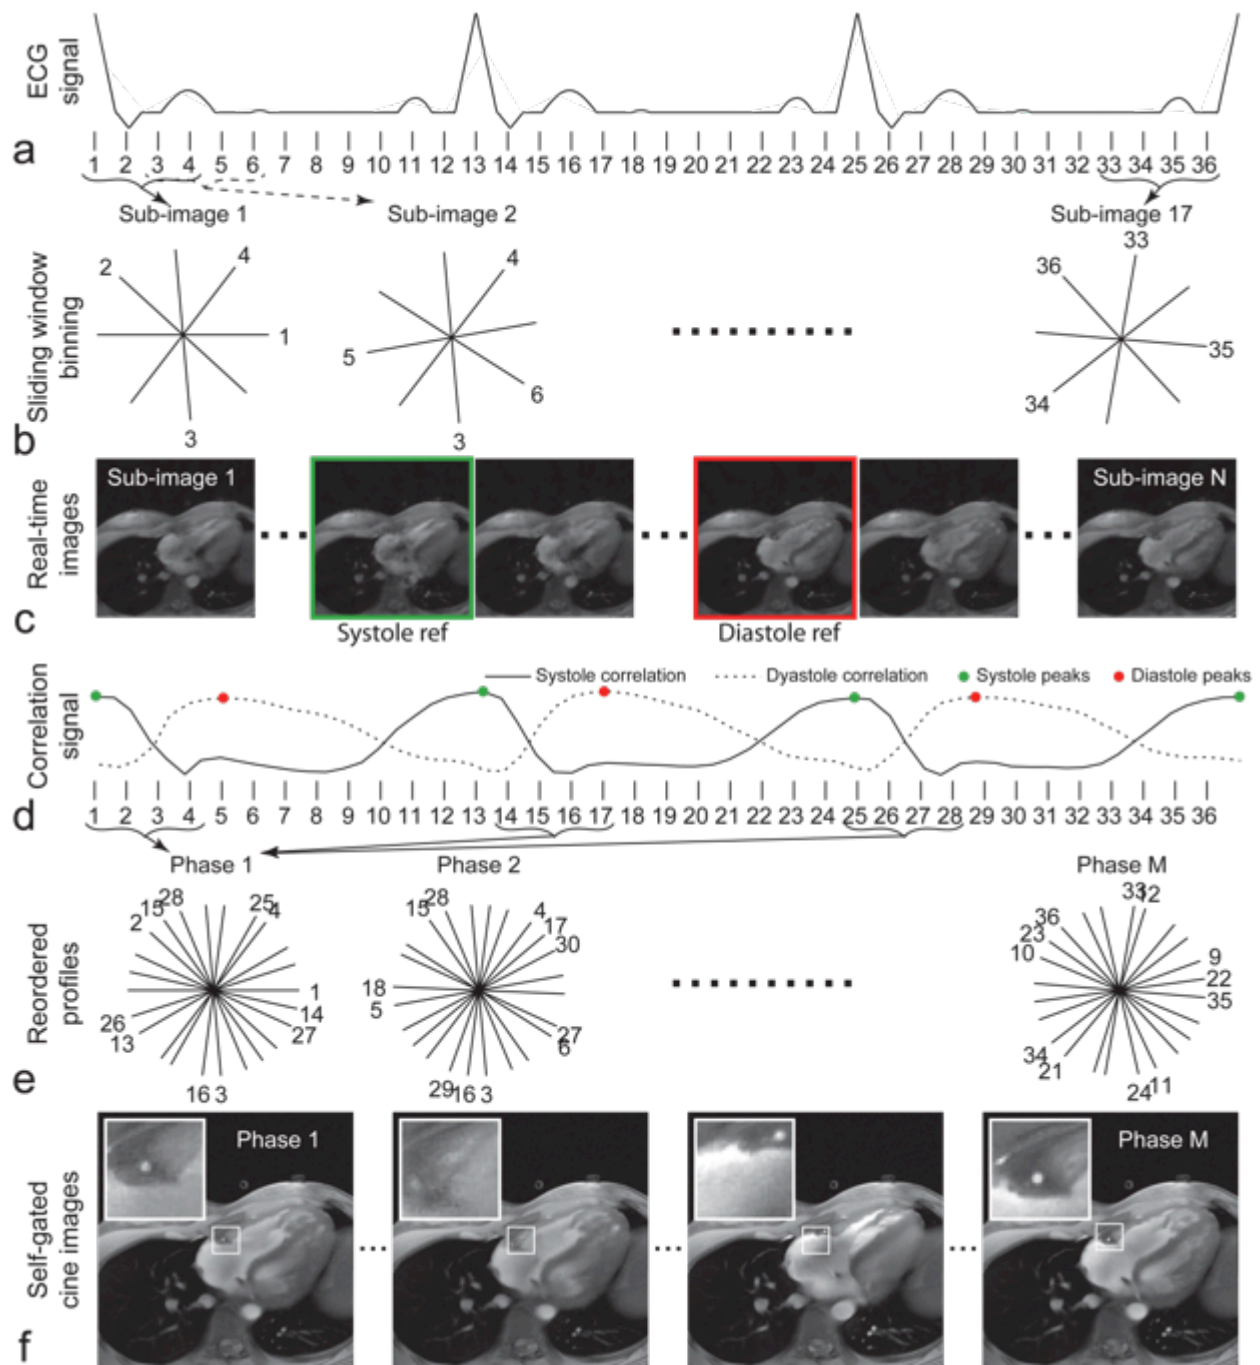 ECG signal
a
1 2 3 4 5 6 7 8 9 10 11 12 13 14 15 16 17 18 19 20 21 22 23 24 25 26 27 28 29 30 31 32 33 34 35 36
Sub-image 1 Sub-image 2 Sub-image 17
Sliding window binning
2 4 1 3
4 5 6 3
33 36 35 34
b
Real-time images
Sub-image 1 Sub-image N
c
Systole ref Diastole ref
Correlation signal
Systole correlation Dyastole correlation Systole peaks Diastole peaks
d
1 2 3 4 5 6 7 8 9 10 11 12 13 14 15 16 17 18 19 20 21 22 23 24 25 26 27 28 29 30 31 32 33 34 35 36
Phase 1 Phase 2 Phase M
Reordered profiles
28 15 2 25 4 1 14 27 26 13 16 3
28 15 4 17 30 18 5 27 6 29 16 3
33 12 36 23 10 9 22 35 34 21 24 11
e
Self-gated cine images
Phase 1 Phase M
f